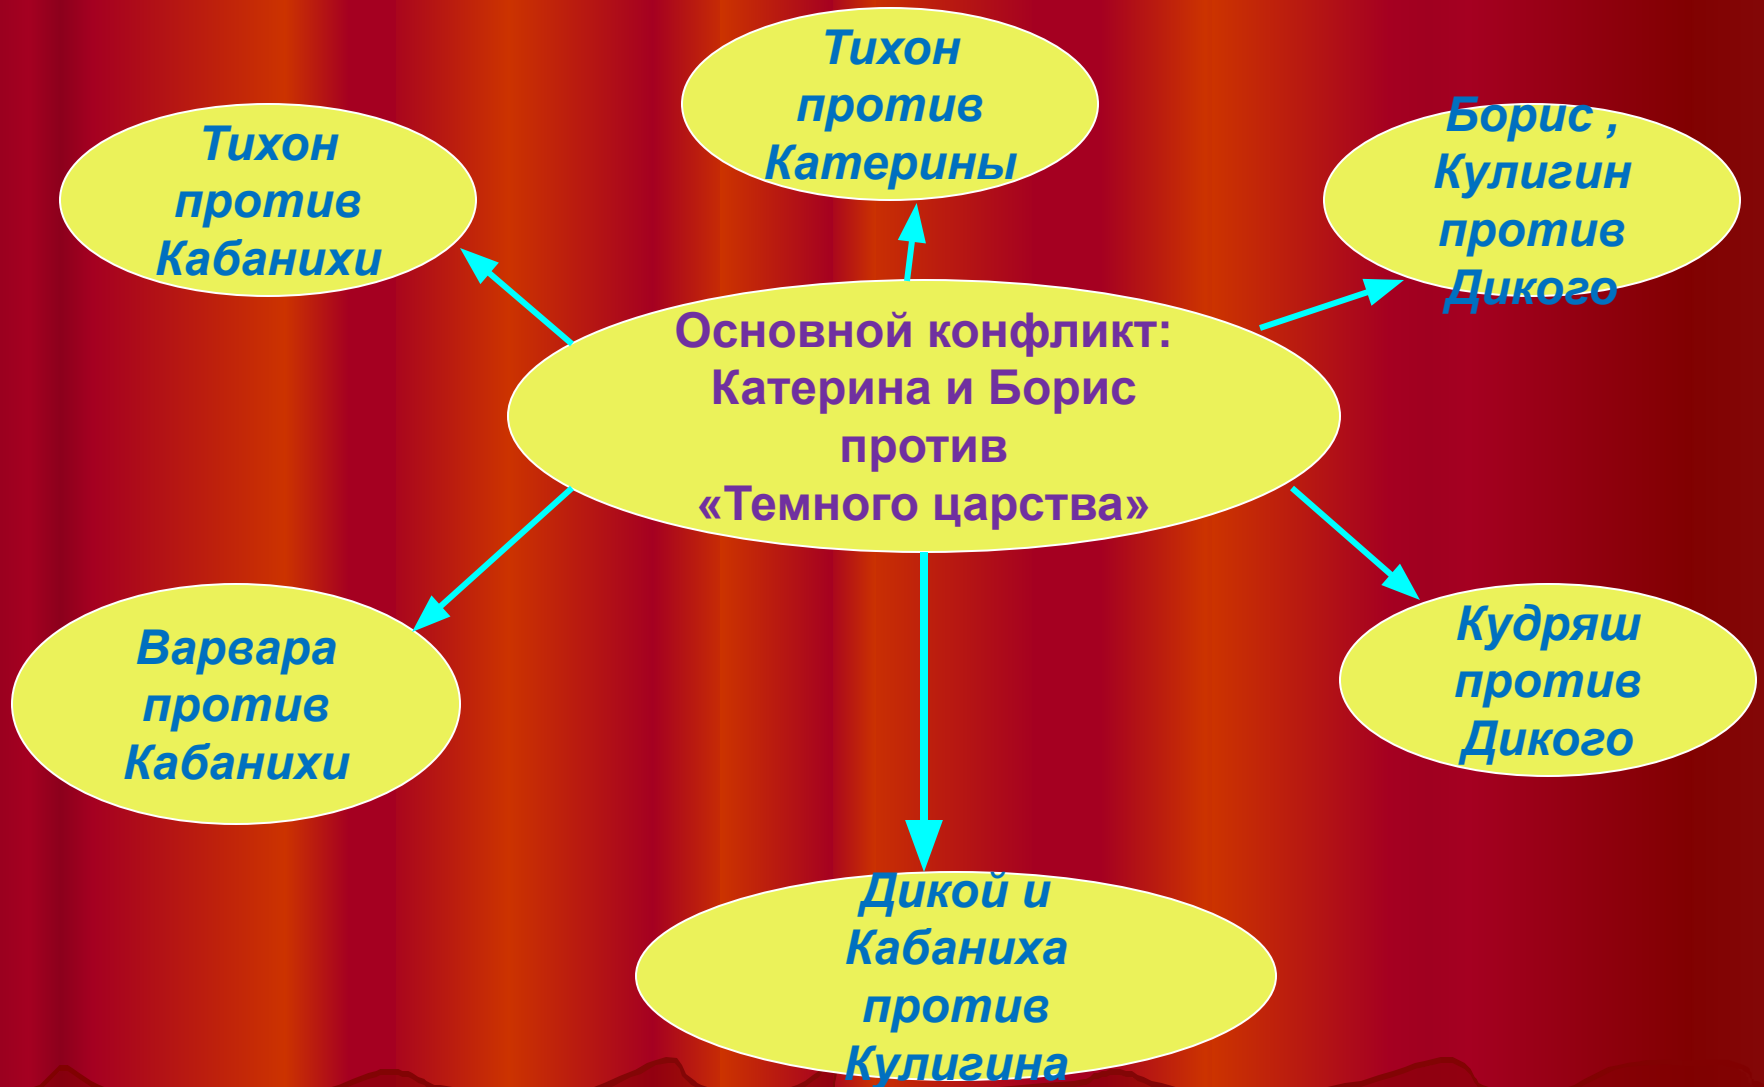 Тихон
против
Катерины
Тихон
против
Кабанихи
Борис ,
Кулигин
против
Дикого
Основной конфликт:
Катерина и Борис
против
«Темного царства»
Варвара
против
Кабанихи
Кудряш
против
Дикого
Дикой и
Кабаниха
против
Кулигина